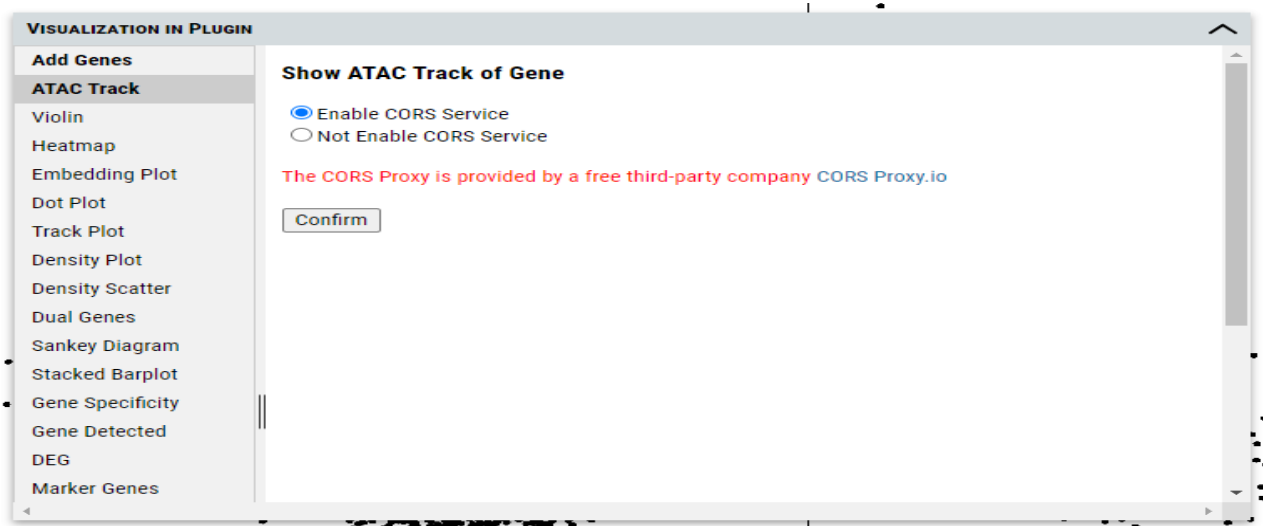 Visualization in Plugin
Add Genes
ATAC Track
Violin
Heatmap
Embedding Plot
Dot Plot
Track Plot
Density Plot
Density Scatter
Dual Genes
Sankey Diagram
Stacked Barplot
Gene Specificity
Gene Detected
DEG
Marker Genes
Show ATAC Track of Gene
Enable CORS Service
Not Enable CORS Service
The CORS Proxy is provided by a free third-party company CORS Proxy.io
Confirm